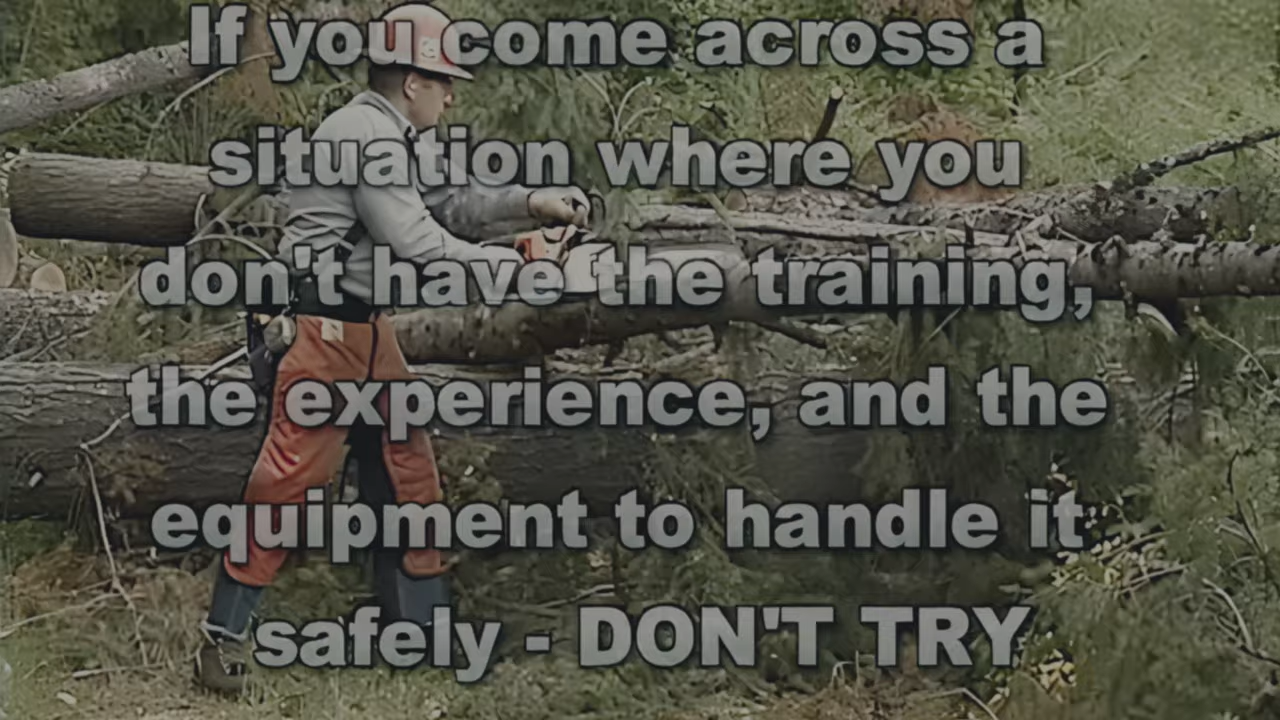 If you come across a
situation where you
don't have the training,
the experience, and the
equipment to handle it
safely - DON'T TRY